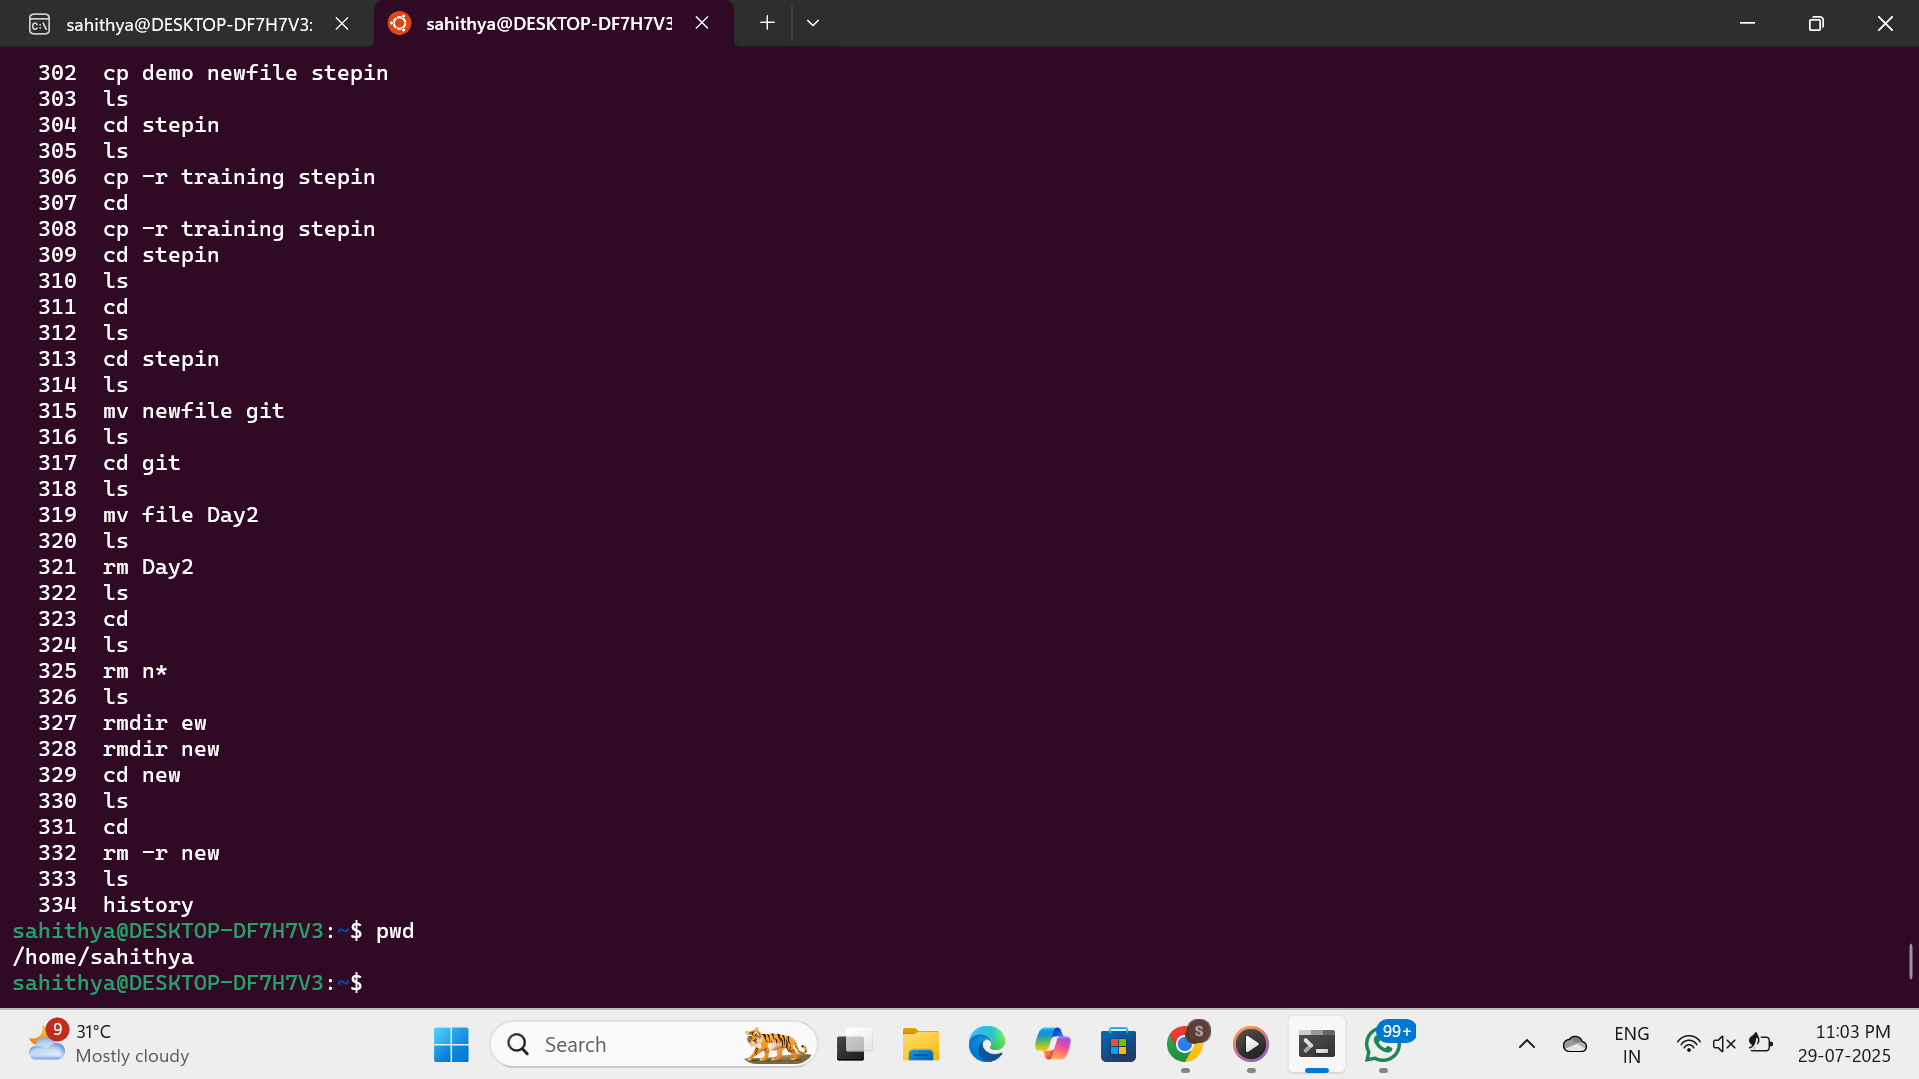 sahithya@DESKTOP-DF7H7V3:
sahithya@DESKTOP-DF7H7V3
302 cp demo newfile stepin
303 ls
304 cd stepin
305 ls
306 cp -r training stepin
307 cd
308 cp -r training stepin
309 cd stepin
310 ls
311 cd
312 ls
313 cd stepin
314 ls
315 mv newfile git
316 ls
317 cd git
318 ls
319 mv file Day2
320 ls
321 rm Day2
322 ls
323 cd
324 ls
325 rm n*
326 ls
327 rmdir ew
328 rmdir new
329 cd new
330 ls
331 cd
332 rm -r new
333 ls
334 history
sahithya@DESKTOP-DF7H7V3:~$ pwd
/home/sahithya
sahithya@DESKTOP-DF7H7V3:~$
9
31°C
Mostly cloudy
Search
S
99+
ENG
IN
11:03 PM
29-07-2025